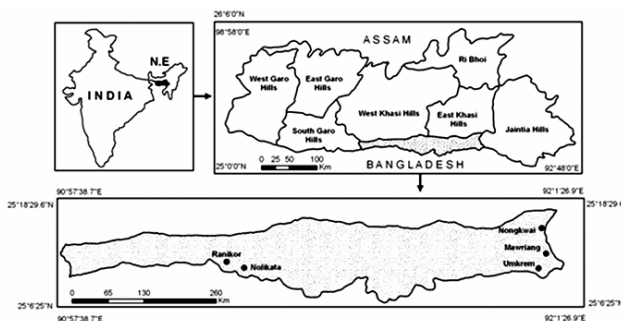 N.E
INDIA
26°6'0"N
98°58'0"E
ASSAM
Ri Bhoi
West Garo
Hills
East Garo
Hills
West Khasi Hills
East Khasi
Hills
Jaintia Hills
South Garo
Hills
0 25 50 100
Km
25°0'0"N
BANGLADESH
92°48'0"E
90°57'38.7"E
92°1'26.9"E
25°18'29.6"N
25°18'29.6"N
Nongkwai
Mawriang
Umkrem
Ranikor
Nolikata
0 65 130 260
KM
25°6'25"N
25°6'25"N
90°57'38.7"E
92°1'26.9"E